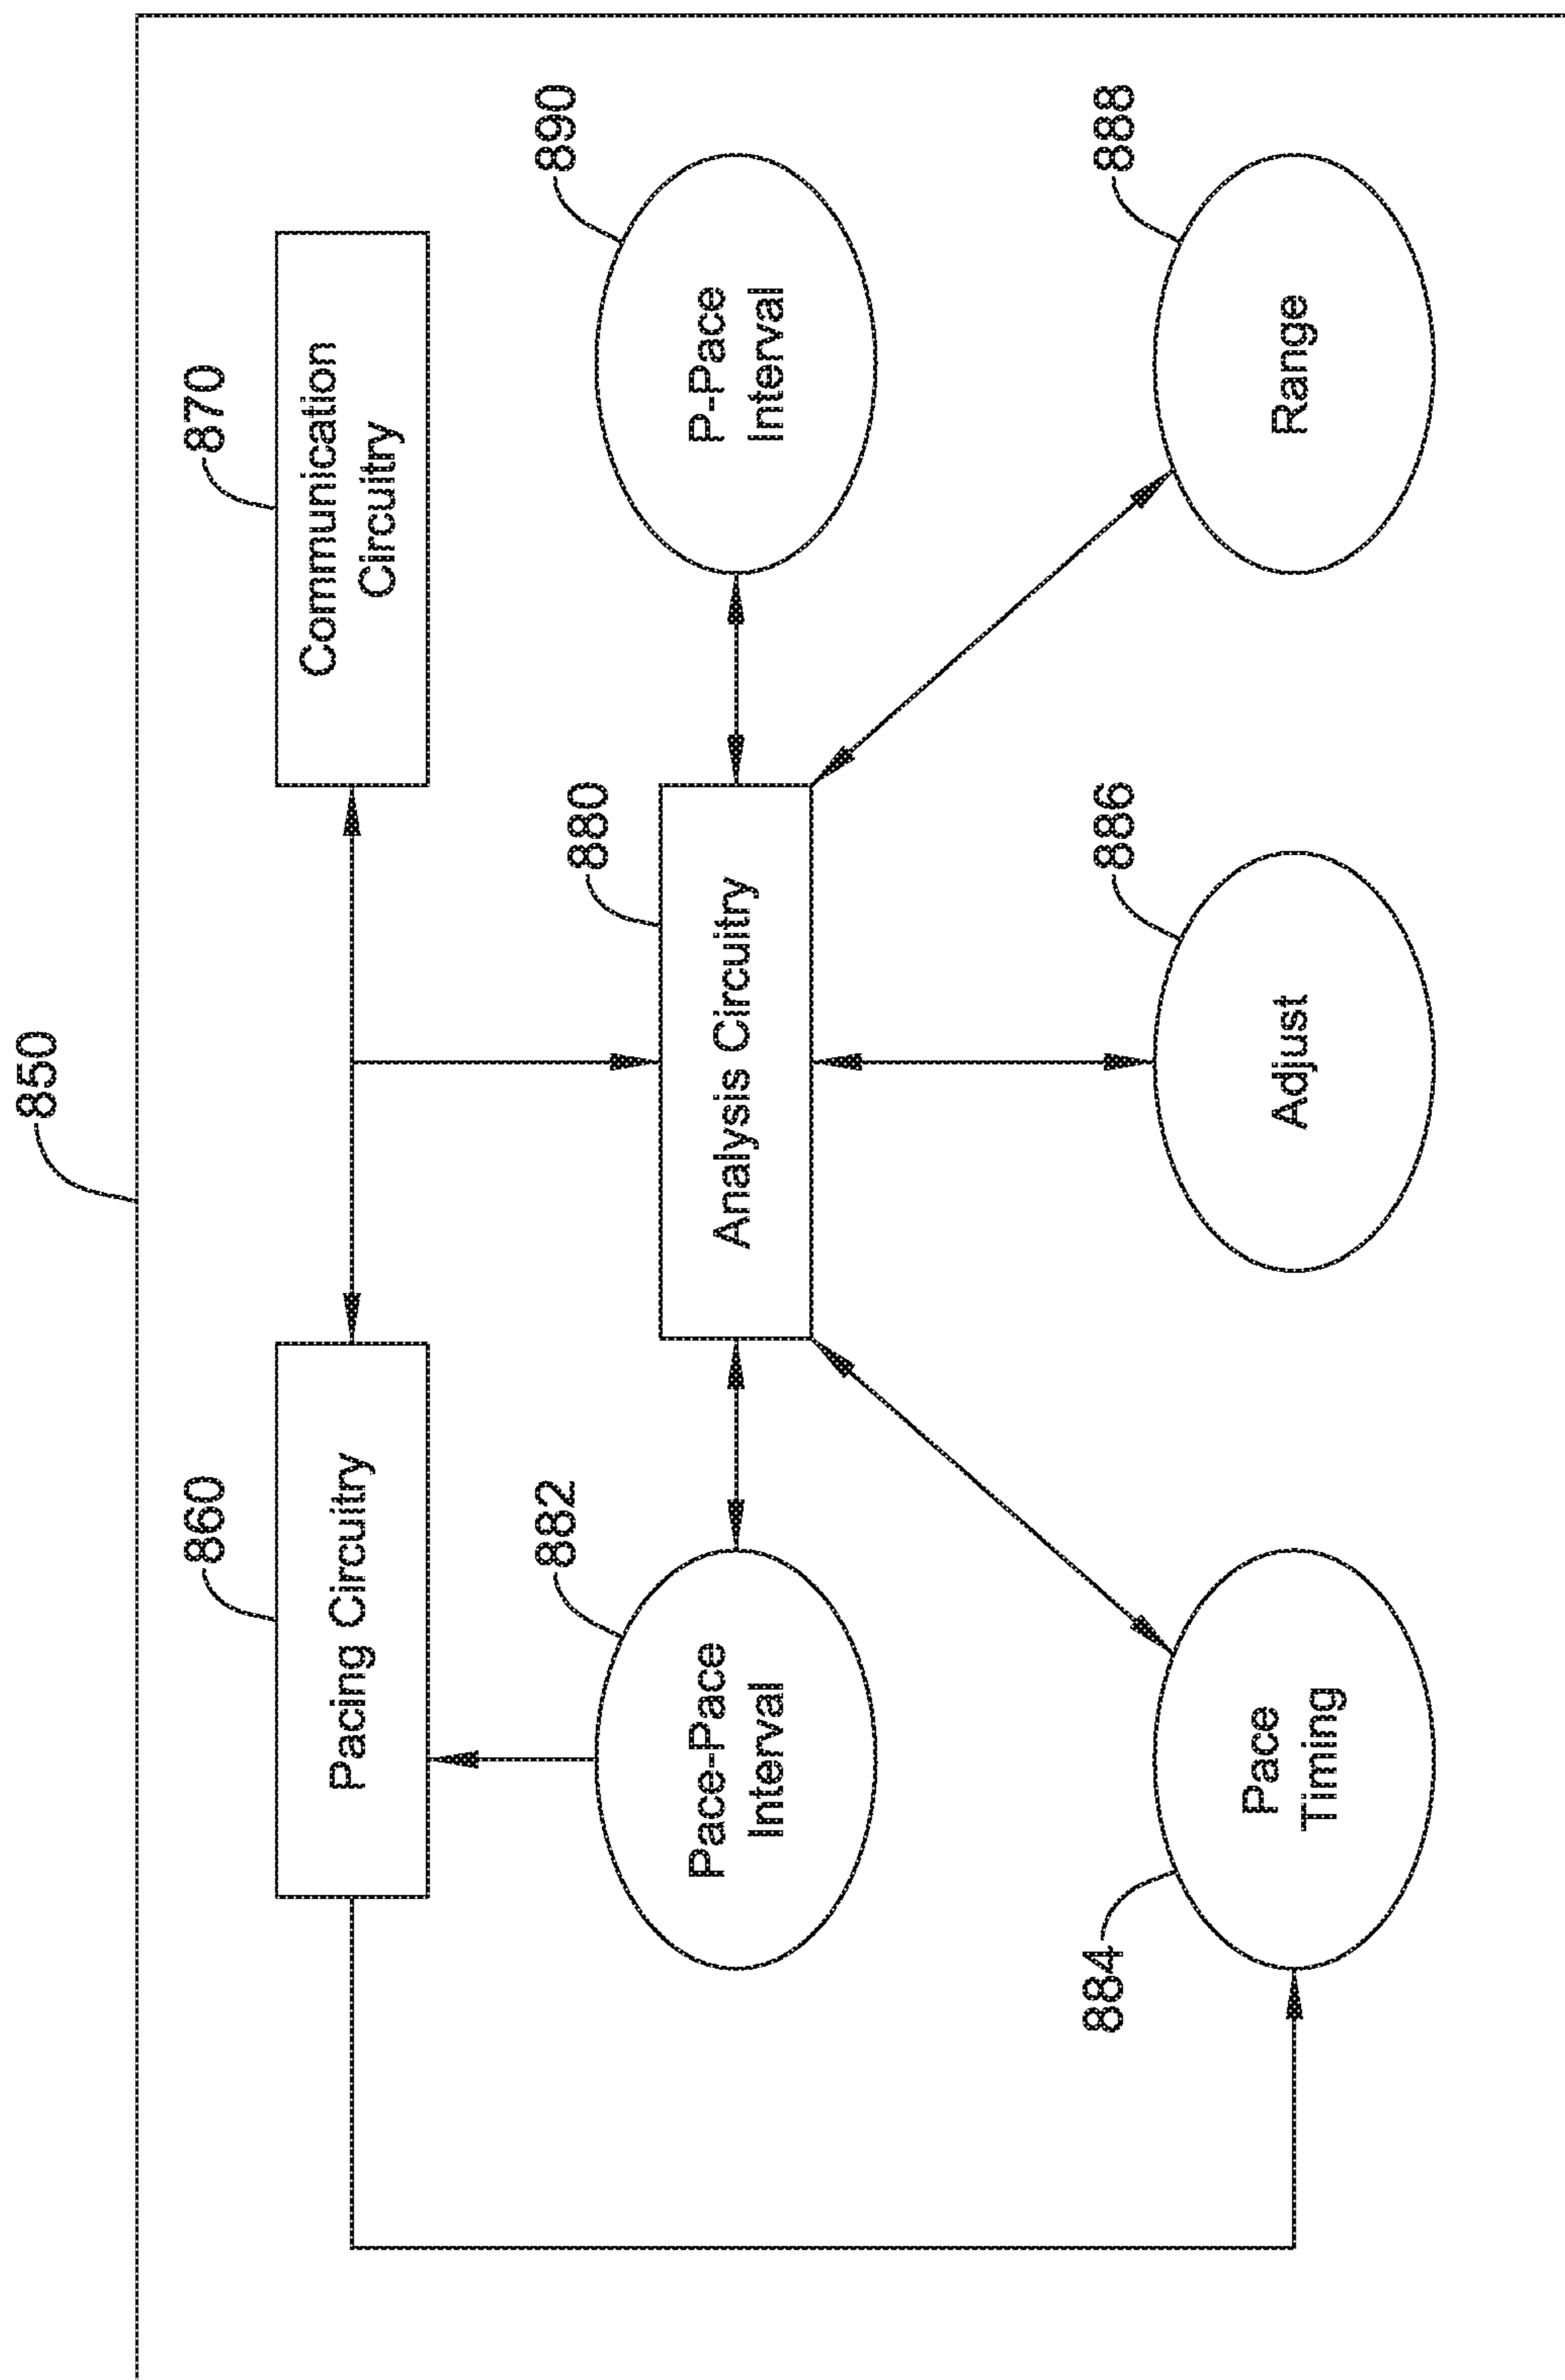 850
860
Pacing Circuitry
870
Communication
Circuitry
882
Pace-Pace
Interval
880
Analysis Circuitry
890
P-Pace
Interval
884
Pace
Timing
886
Adjust
888
Range